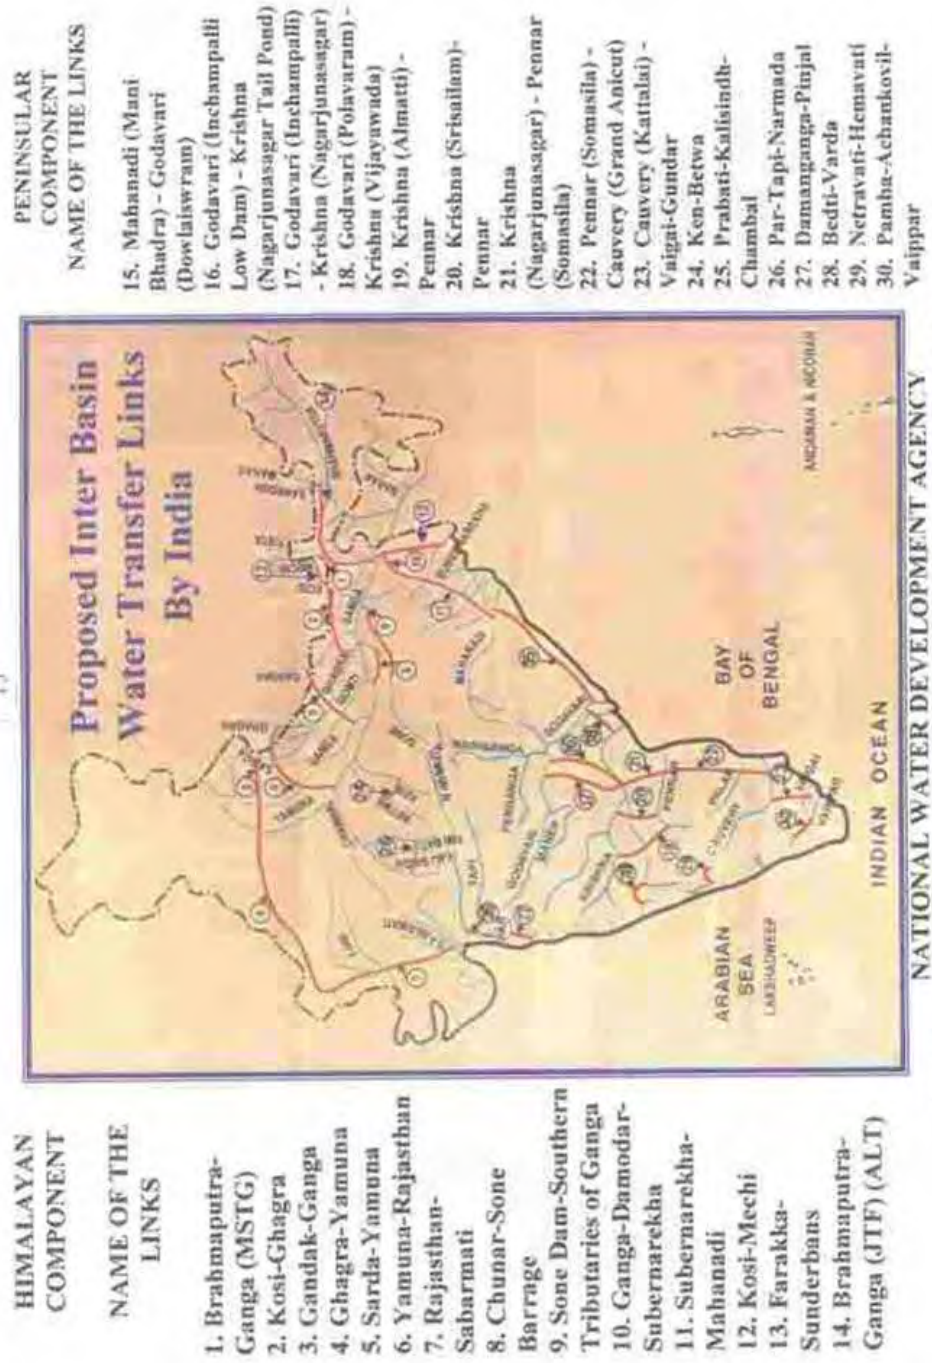 HIMALAYAN
COMPONENT
NAME OF THE
LINKS
1. Brahmaputra-
Ganga (MSTG)
2. Kosi-Ghagra
3. Gandak-Ganga
4. Ghagra-Yamuna
5. Sarda-Yamuna
6. Yamuna-Rajasthan
7. Rajasthan-
Sabarmati
8. Chunar-Sone
Barrage
9. Sone Dam-Southern
Tributaries of Ganga
10. Ganga-Damodar-
Subernarekha
11. Subernarekha-
Mahanadi
12. Kosi-Mechi
13. Farakka-
Sunderbans
14. Brahmaputra-
Ganga (JTF) (ALT)
Proposed Inter Basin
Water Transfer Links
By India
MAHANADI
TAPI
GODAVARI
PENNAR
ARABIAN
SEA
LAKSHADWEEP
BAY
OF
BENGAL
ANDAMAN & NICOBAR
INDIAN OCEAN
NATIONAL WATER DEVELOPMENT AGENCY
PENINSULAR
COMPONENT
NAME OF THE LINKS
15. Mahanadi (Mani
Bhadra) - Godavari
(Dowlaiswram)
16. Godavari (Inchampalli
Low Dram) - Krishna
(Nagarjunasagar Tail Pond)
17. Godavari (Inchampalli)
- Krishna (Nagarjunasagar)
18. Godavari (Polavaram) -
Krishna (Vijayawada)
19. Krishna (Almatti) -
Pennar
20. Krishna (Srisailam)-
Pennar
21. Krishna
(Nagarjunasagar) - Pennar
(Somasila)
22. Pennar (Somasila) -
Cauvery (Grand Anicut)
23. Cauvery (Kattalai) -
Vaigai-Gundar
24. Ken-Betwa
25. Prabati-Kalisindh-
Chambal
26. Par-Tapi-Narmada
27. Damanganga-Pinjal
28. Bedti-Varda
29. Netravati-Hemavati
30. Pamba-Achankovil-
Vaippar